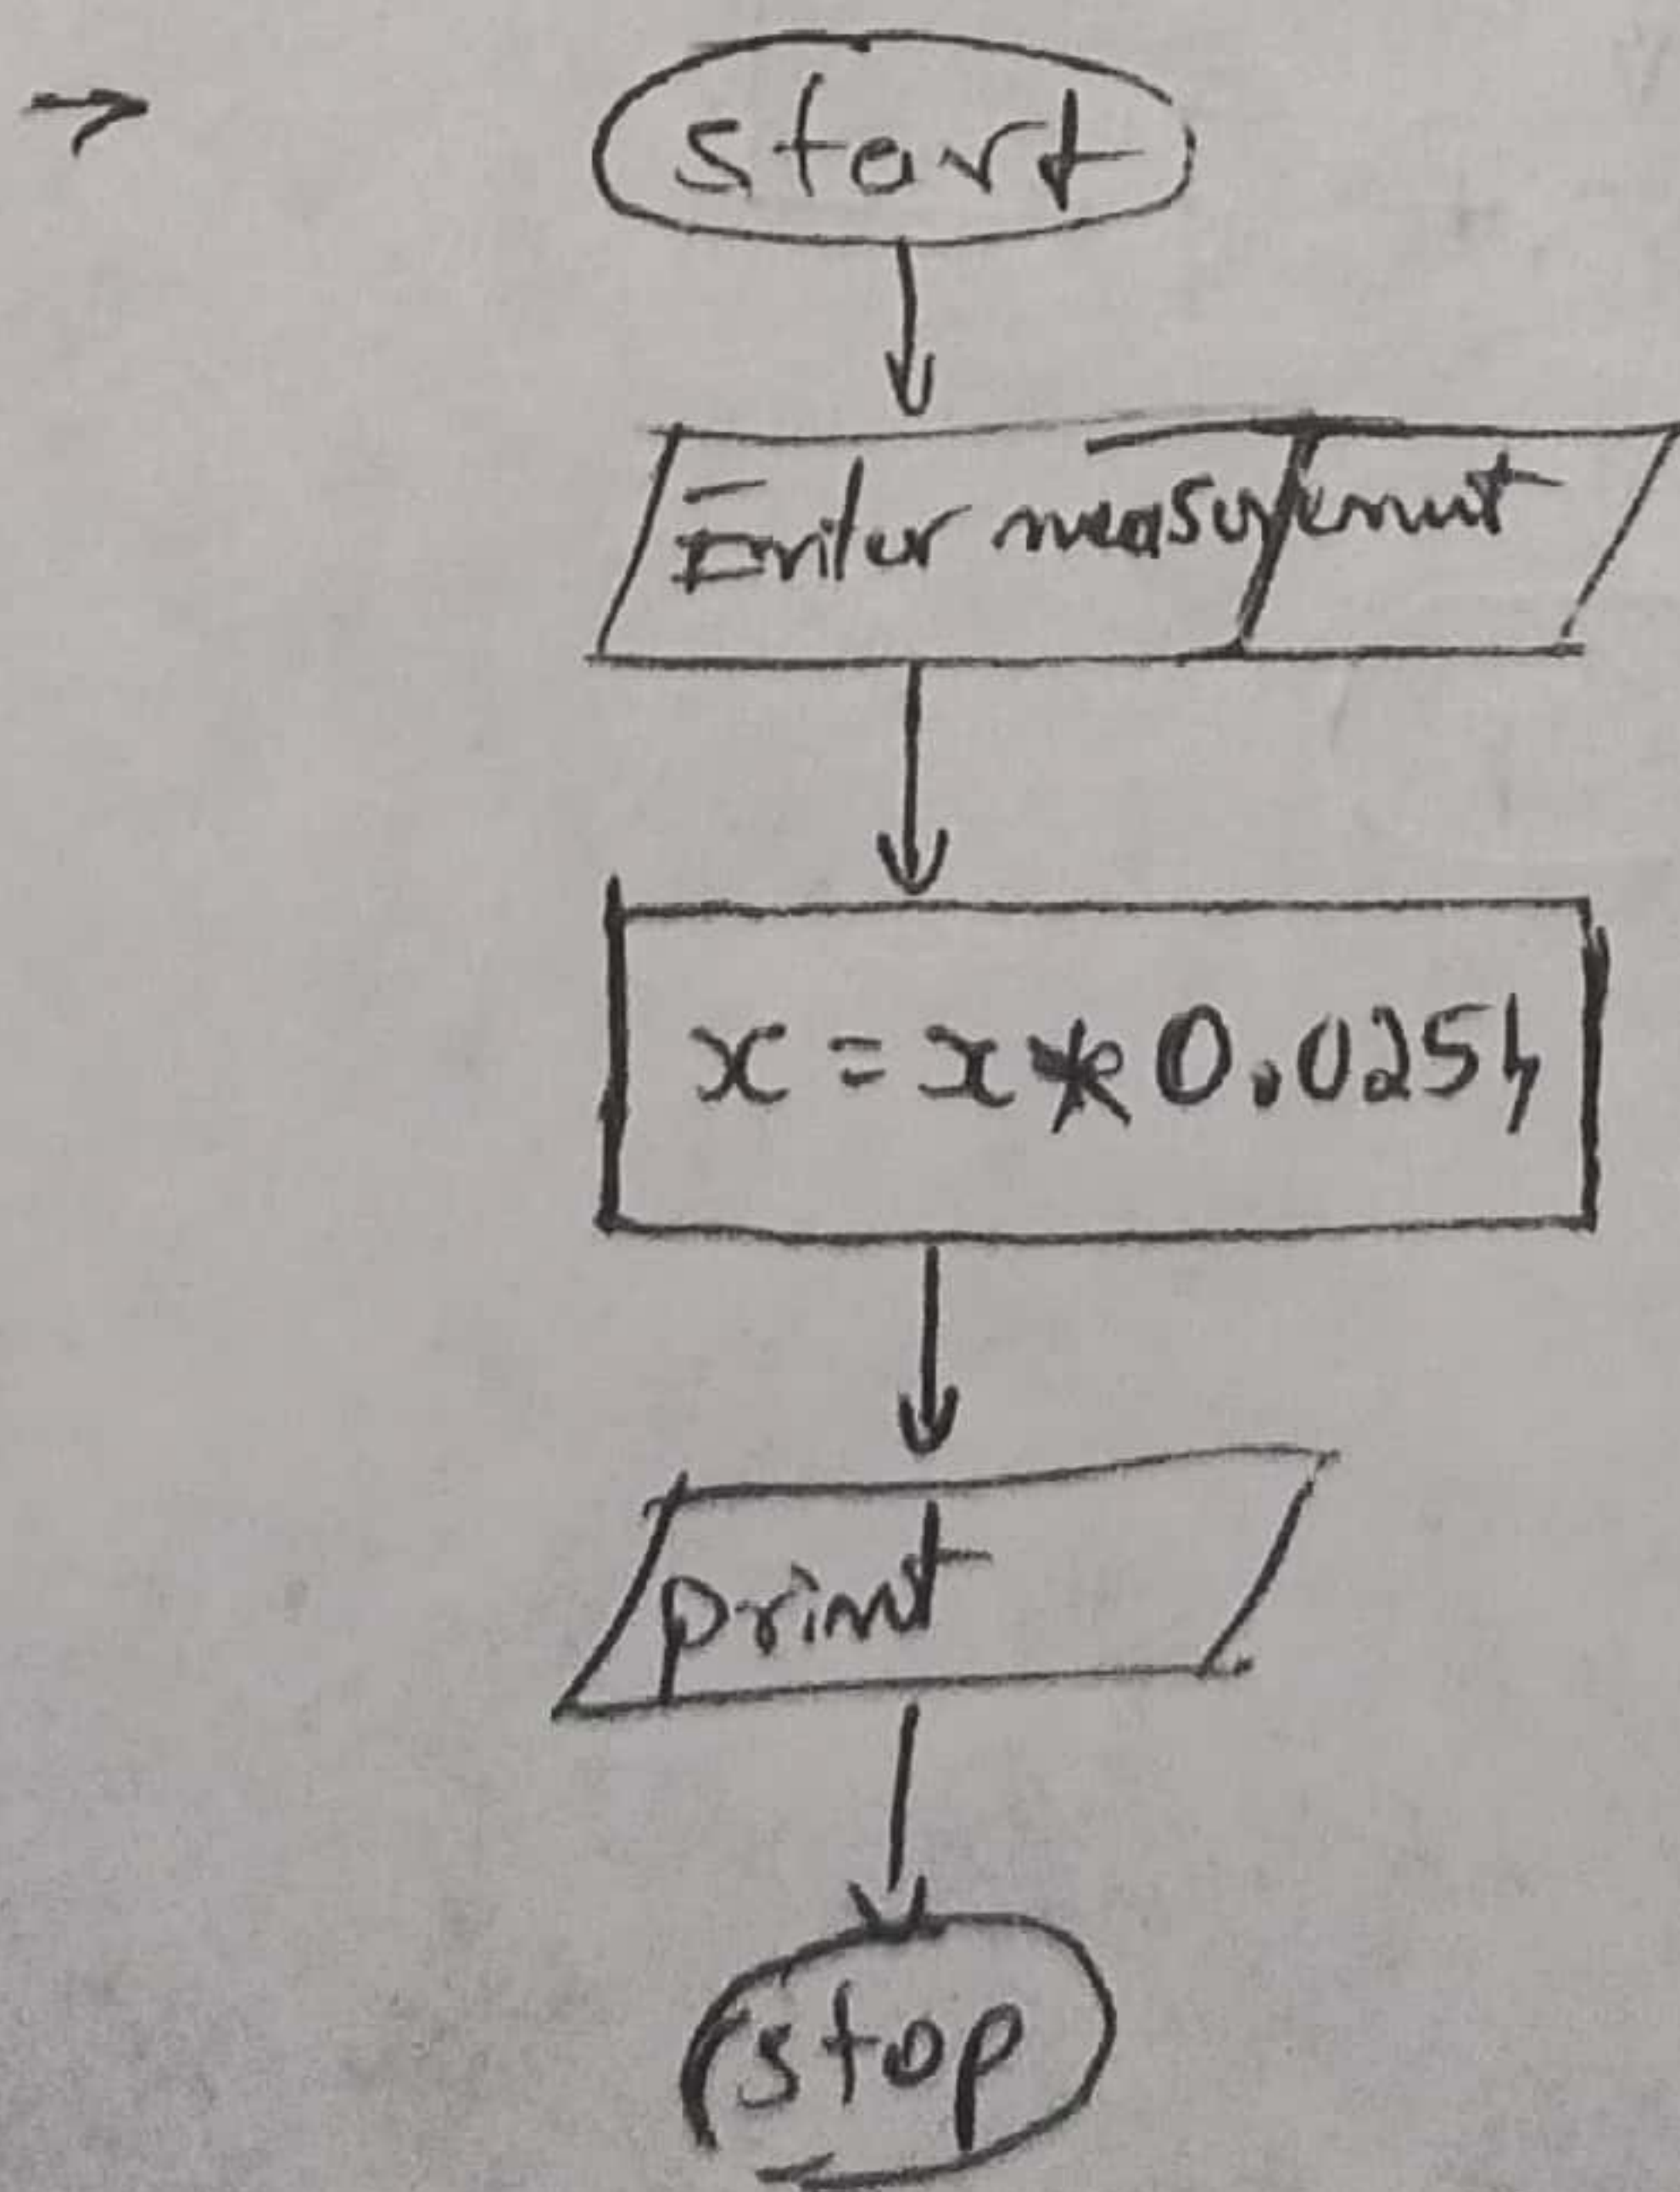 start
Enter measurement
x = x * 0.0254
print
stop